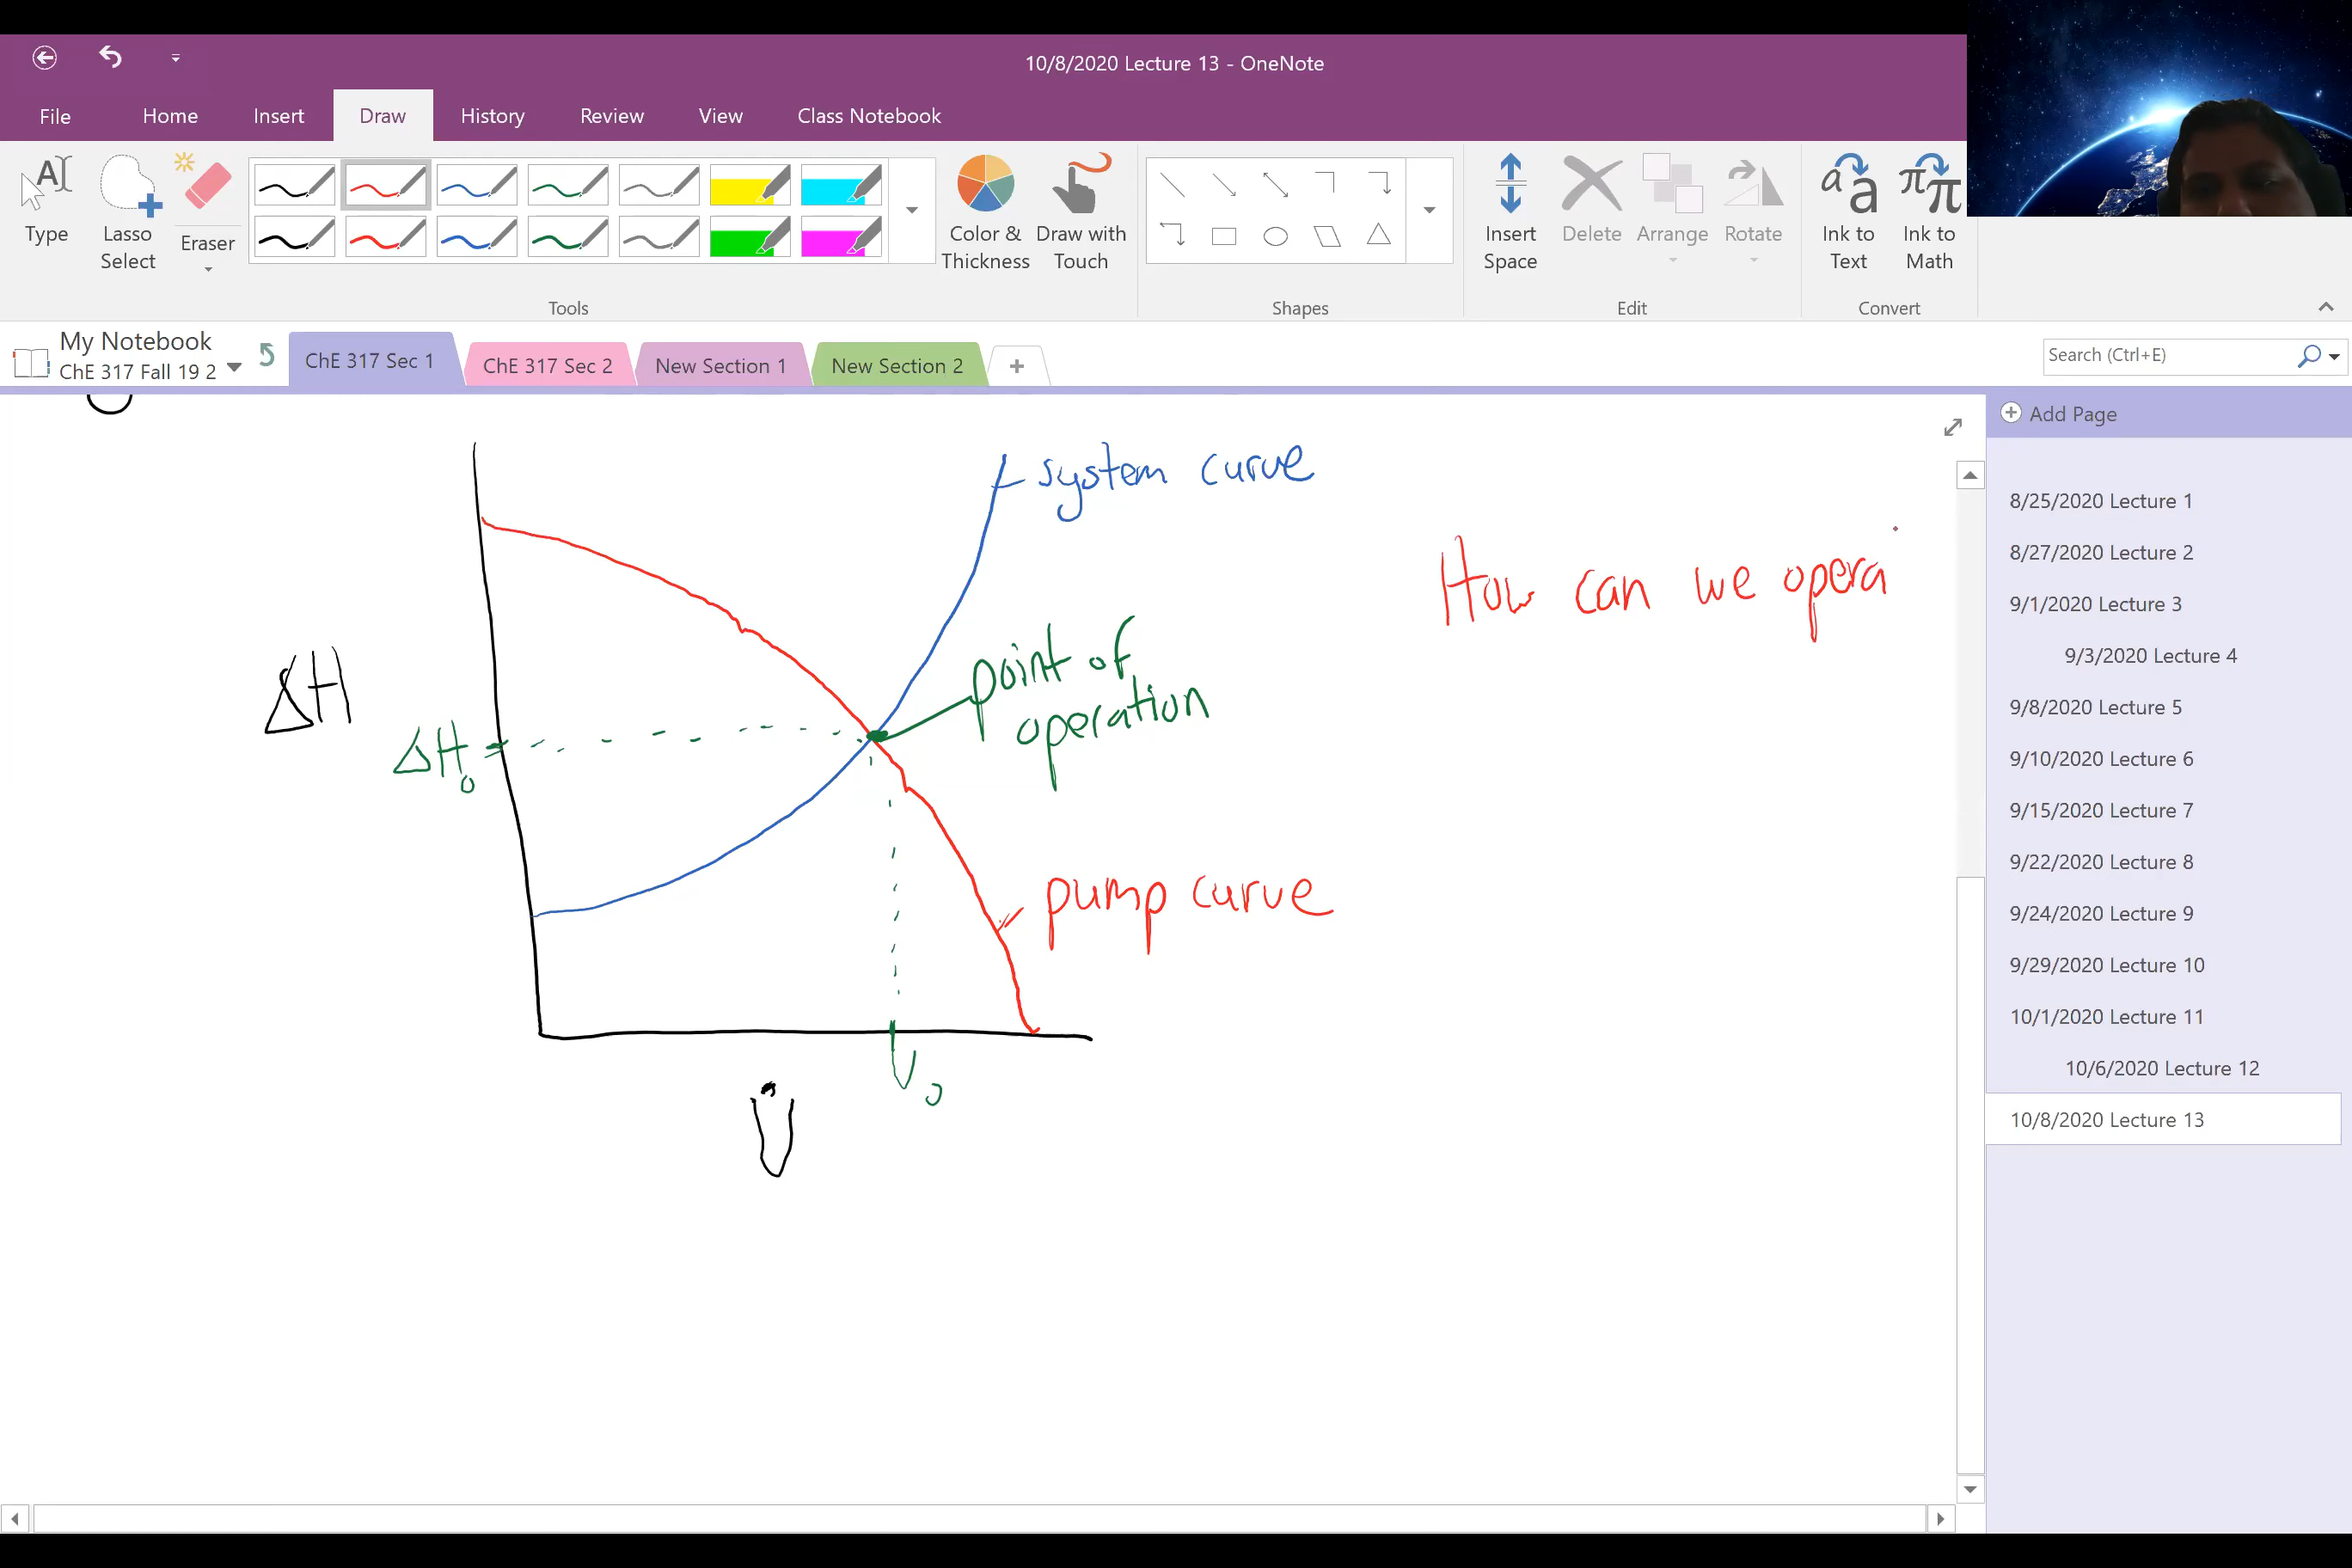 10/8/2020 Lecture 13 - OneNote
File Home Insert Draw History Review View Class Notebook
Type
Lasso Select
Eraser
Color & Thickness
Draw with Touch
Insert Space
Delete
Arrange
Rotate
Ink to Text
Ink to Math
Tools
Shapes
Edit
Convert
My Notebook
ChE 317 Fall 19 2
ChE 317 Sec 1
ChE 317 Sec 2
New Section 1
New Section 2
+
Search (Ctrl+E)
Add Page
8/25/2020 Lecture 1
8/27/2020 Lecture 2
9/1/2020 Lecture 3
9/3/2020 Lecture 4
9/8/2020 Lecture 5
9/10/2020 Lecture 6
9/15/2020 Lecture 7
9/22/2020 Lecture 8
9/24/2020 Lecture 9
9/29/2020 Lecture 10
10/1/2020 Lecture 11
10/6/2020 Lecture 12
10/8/2020 Lecture 13
system curve
How can we opera
point of
operation
ΔH
ΔH₀
pump curve
V₀
V̇